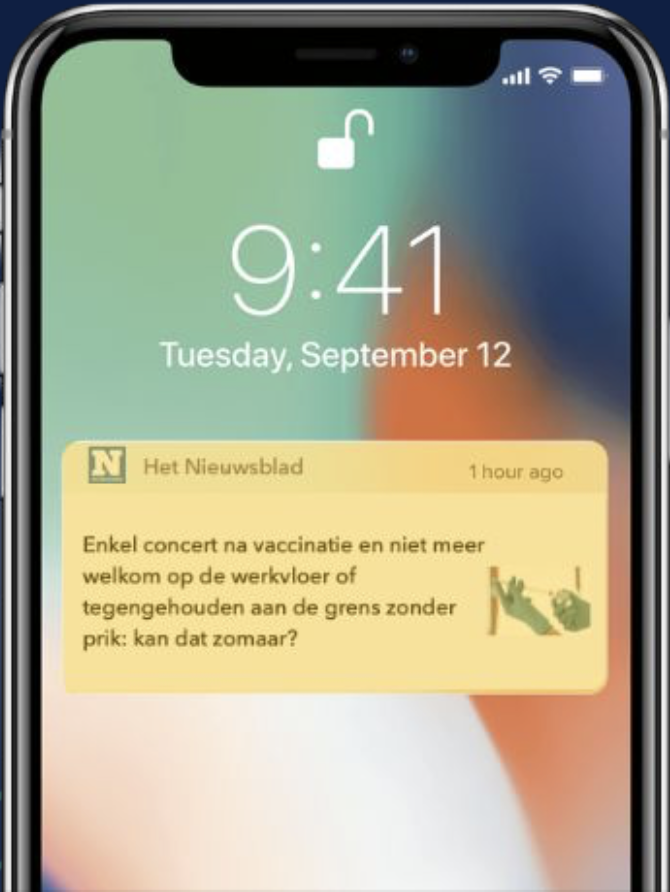 9:41
Tuesday, September 12
N Het Nieuwsblad 1 hour ago
Enkel concert na vaccinatie en niet meer
welkom op de werkvloer of
tegengehouden aan de grens zonder
prik: kan dat zomaar?